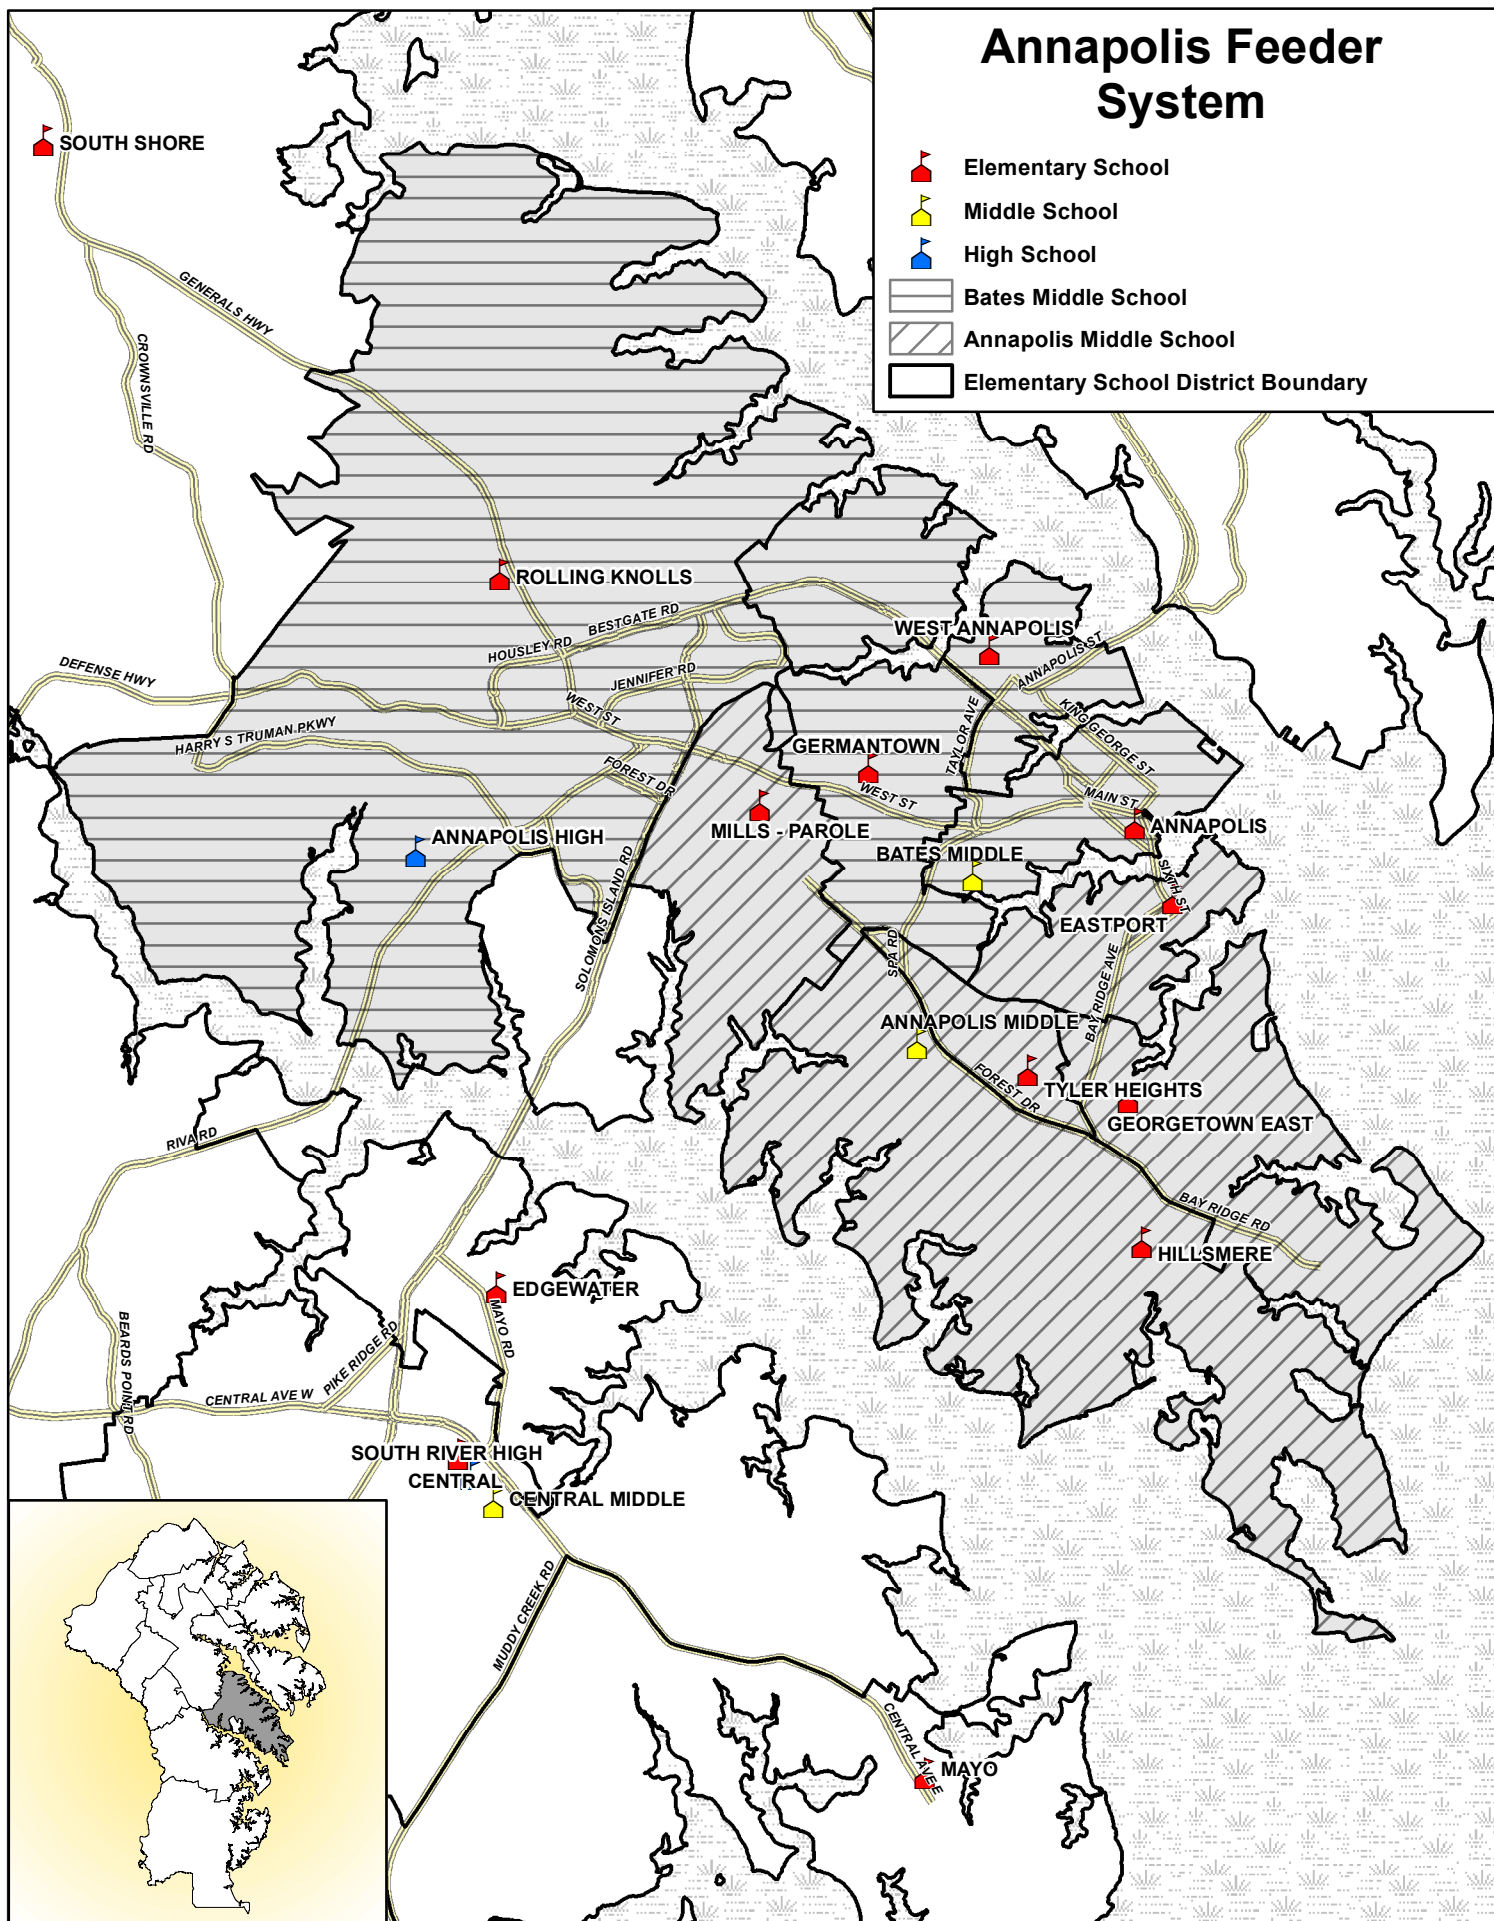 Annapolis Feeder
System
Elementary School
Middle School
High School
Bates Middle School
Annapolis Middle School
Elementary School District Boundary
SOUTH SHORE
GENERALS HWY
CROWNSVILLE RD
ROLLING KNOLLS
BESTGATE RD
HOUSLEY RD
WEST ANNAPOLIS
ANNAPOLIS ST
DEFENSE HWY
JENNIFER RD
WEST ST
KING GEORGE ST
TAYLOR AVE
HARRY S TRUMAN PKWY
GERMANTOWN
FOREST DR
WEST ST
MAIN ST
MILLS - PAROLE
ANNAPOLIS
ANNAPOLIS HIGH
BATES MIDDLE
SIXTH ST
SOLOMONS ISLAND RD
EASTPORT
SPA RD
BAY RIDGE AVE
ANNAPOLIS MIDDLE
FOREST DR
TYLER HEIGHTS
GEORGETOWN EAST
RIVA RD
BAY RIDGE RD
HILLSMERE
EDGEWATER
MAYO RD
BEARDS POINT RD
PIKE RIDGE RD
CENTRAL AVE W
SOUTH RIVER HIGH
CENTRAL
CENTRAL MIDDLE
MUDDY CREEK RD
CENTRAL AVE E
MAYO